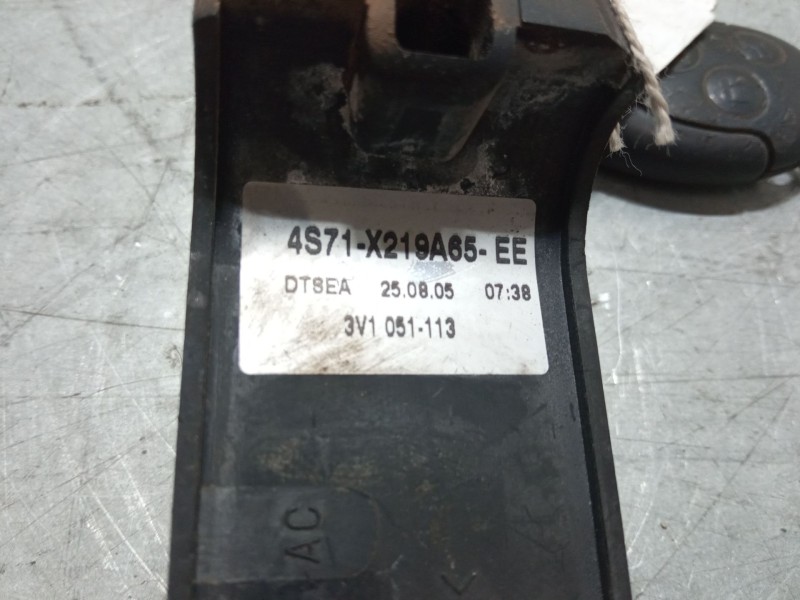 4S71-X219A65-EE
DTSEA 25.08.05 07:38
3V1 051-113
AC